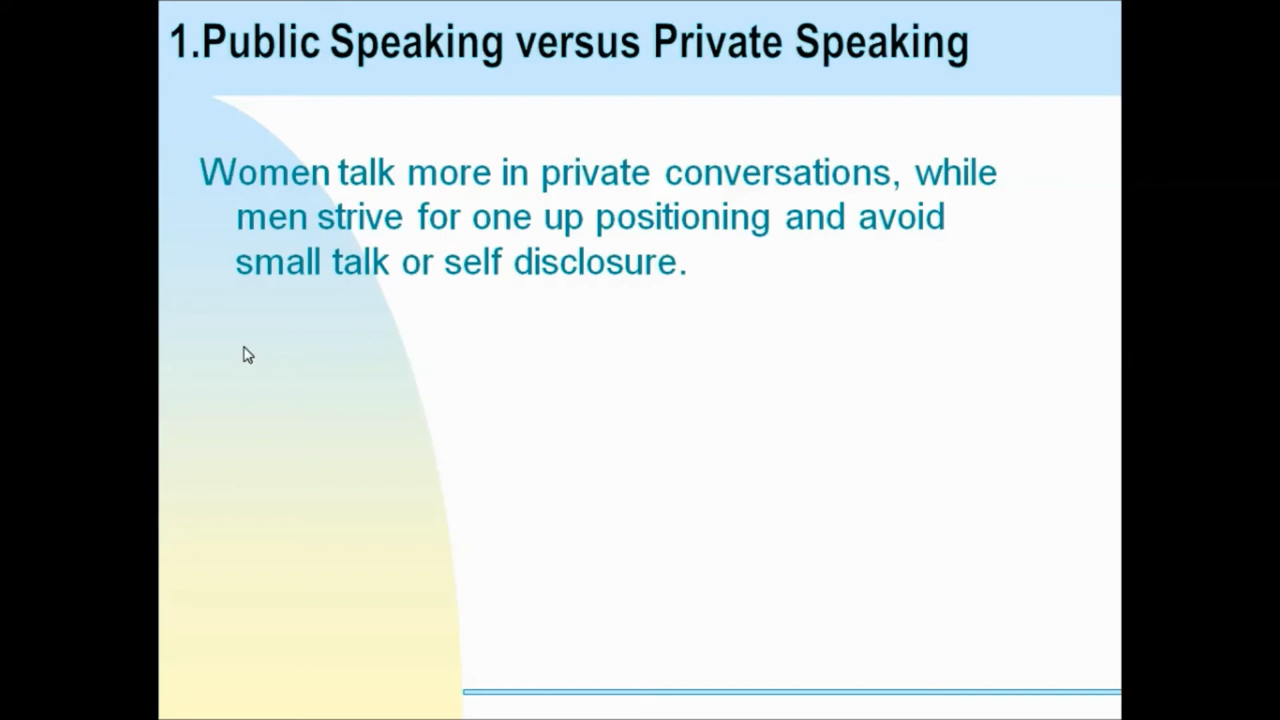 1.Public Speaking versus Private Speaking
Women talk more in private conversations, while
men strive for one up positioning and avoid
small talk or self disclosure.